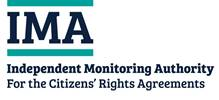 IMA
Independent Monitoring Authority
For the Citizens' Rights Agreements